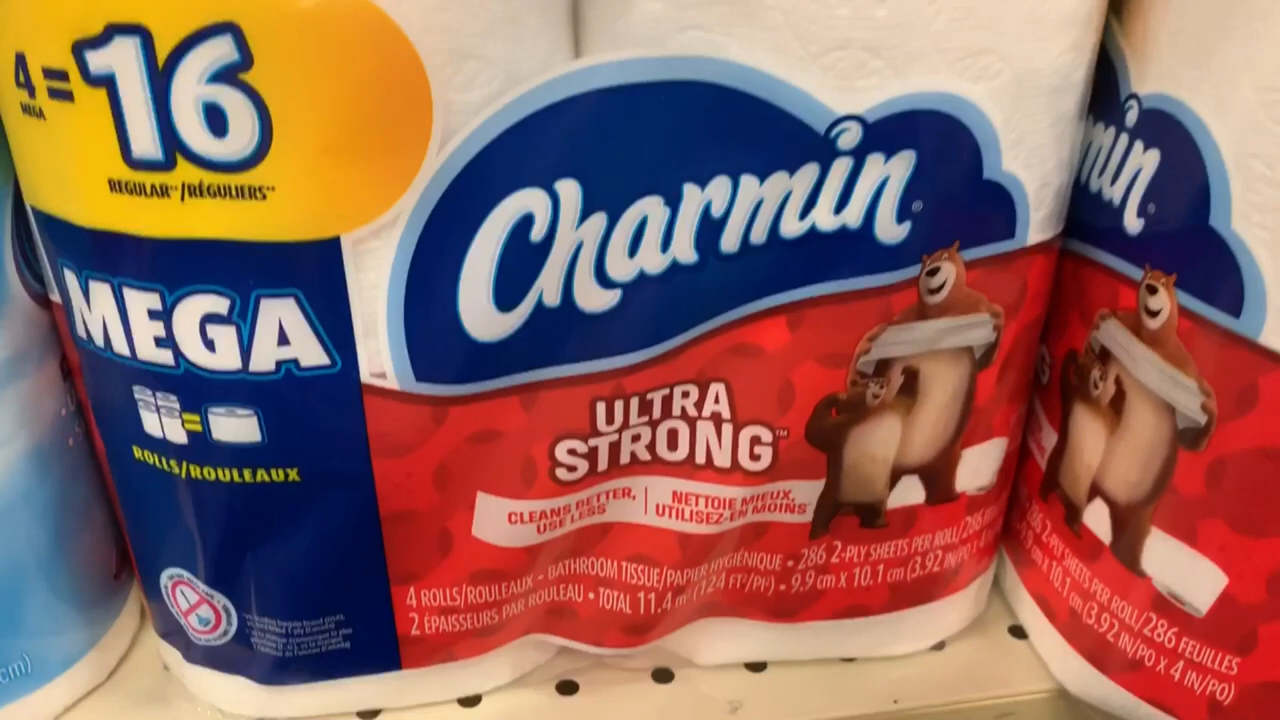 4 = 16
MEGA
REGULAR**/RÉGULIERS**
MEGA
ROLLS/ROULEAUX
Charmin
ULTRA
STRONG™
CLEANS BETTER,
USE LESS
NETTOIE MIEUX,
UTILISEZ-EN MOINS
4 ROLLS/ROULEAUX - BATHROOM TISSUE/PAPIER HYGIÉNIQUE • 286 2-PLY SHEETS PER ROLL/286
2 ÉPAISSEURS PAR ROULEAU • TOTAL 11.4 m² (124 FT²/PI²) • 9.9 cm x 10.1 cm (3.92 IN/PO x 4
min
286 2-PLY SHEETS PER ROLL/286 FEUILLES
9.9 cm x 10.1 cm (3.92 IN/PO X 4 IN/PO)
cm)